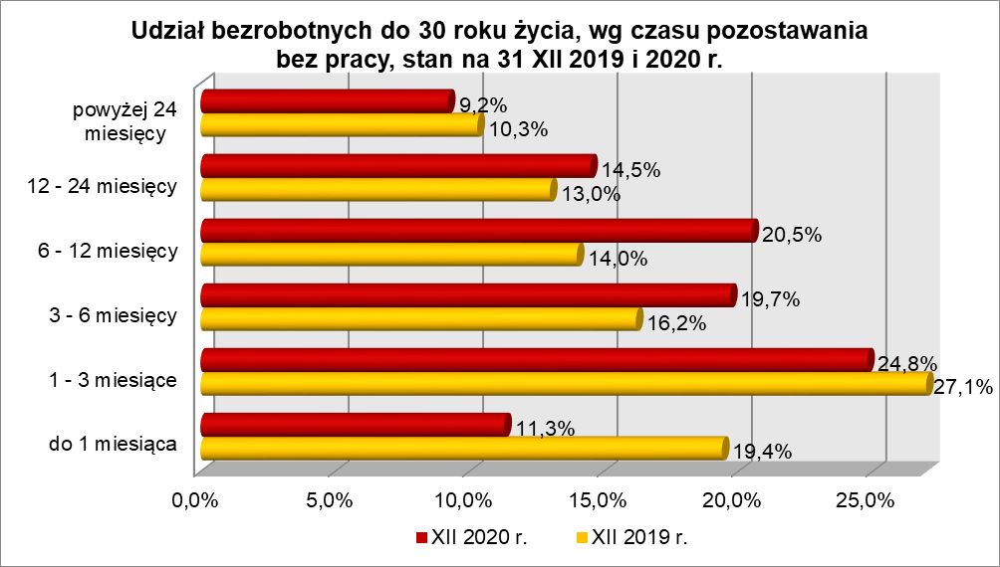 Udział bezrobotnych do 30 roku życia, wg czasu pozostawania
bez pracy, stan na 31 XII 2019 i 2020 r.
powyżej 24
miesięcy
9,2%
10,3%
12 - 24 miesięcy
14,5%
13,0%
6 - 12 miesięcy
20,5%
14,0%
3 - 6 miesięcy
19,7%
16,2%
1 - 3 miesiące
24,8%
27,1%
do 1 miesiąca
11,3%
19,4%
0,0% 5,0% 10,0% 15,0% 20,0% 25,0%
XII 2020 r. XII 2019 r.